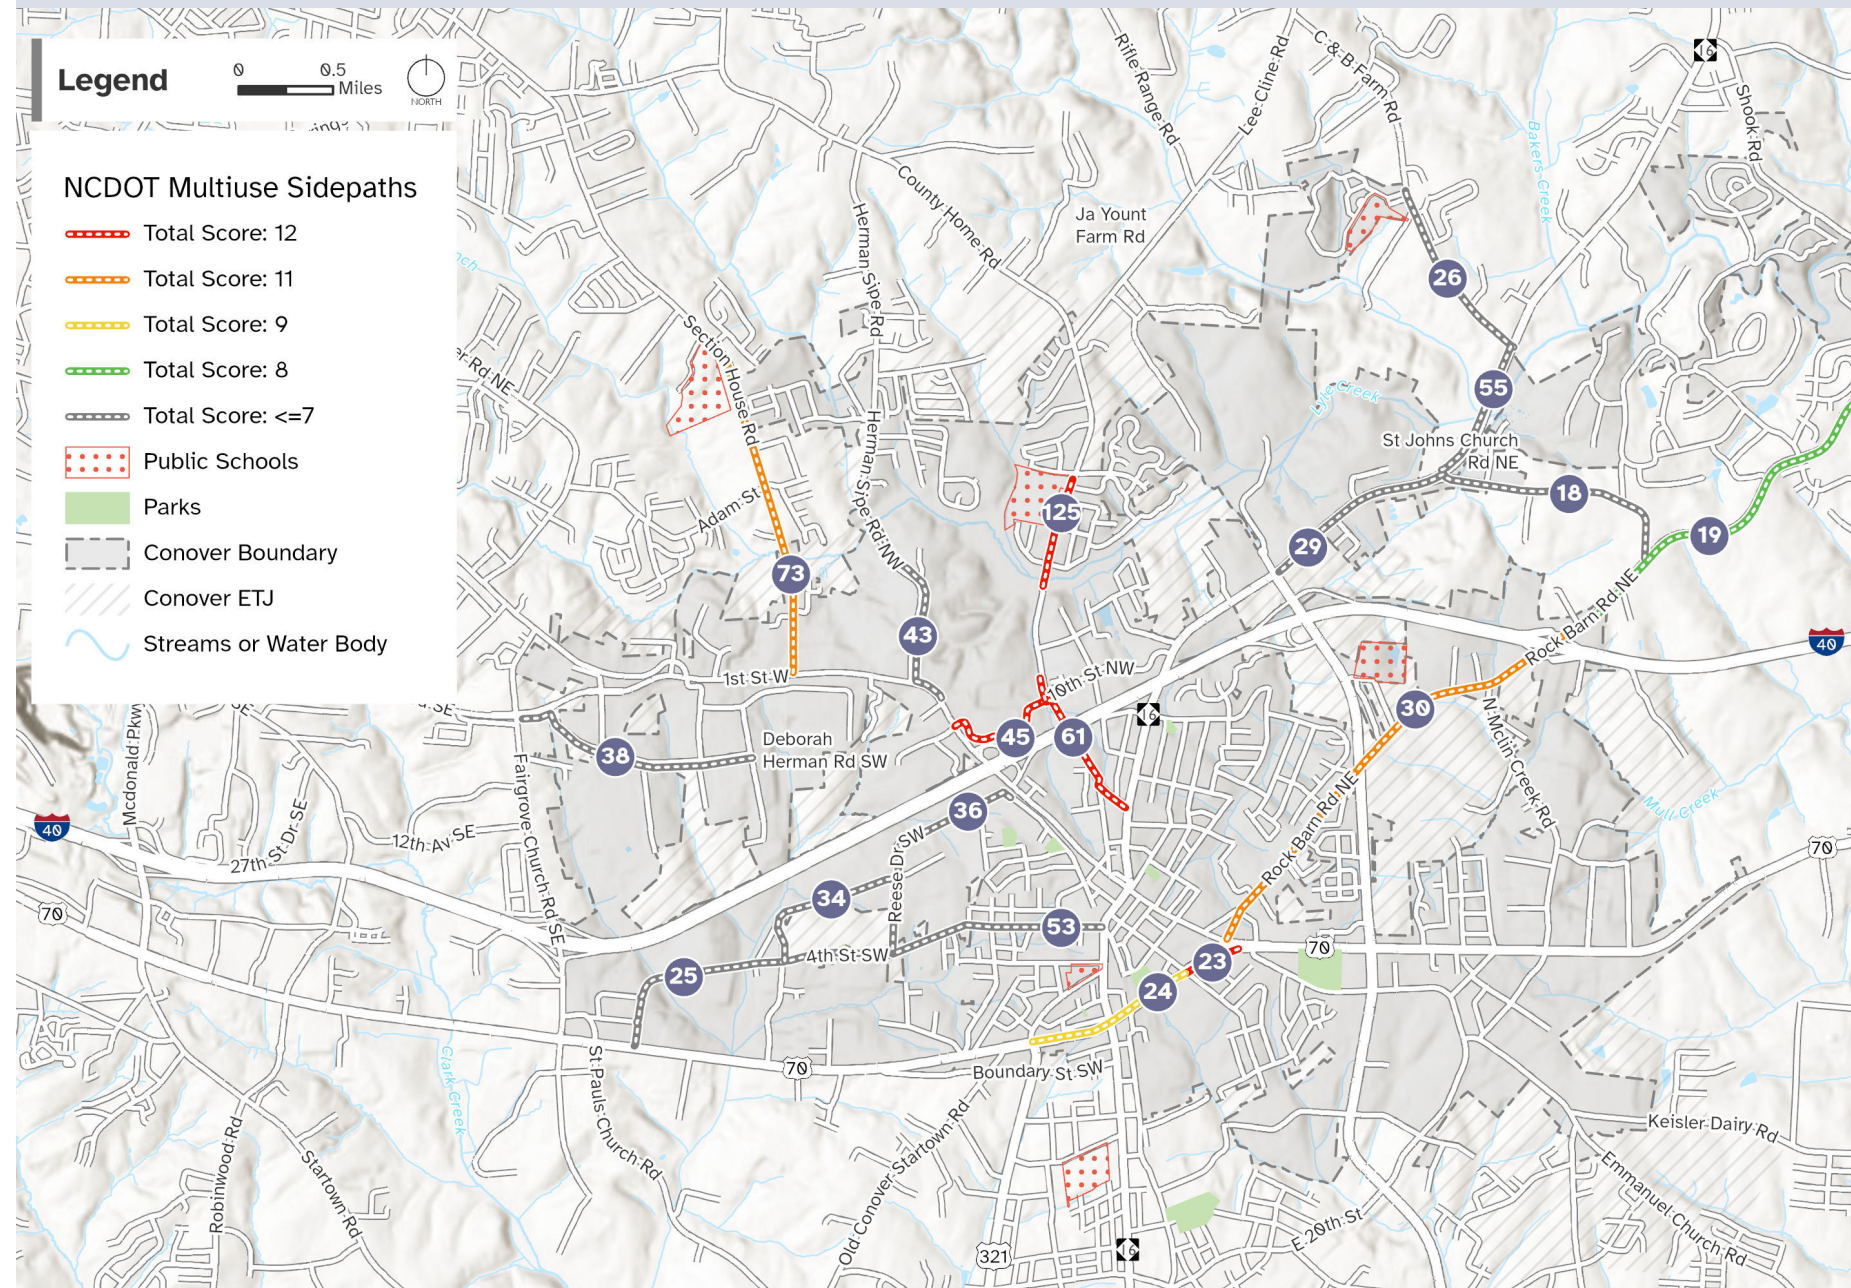 Legend
0 0.5
Miles
NORTH
NCDOT Multiuse Sidepaths
Total Score: 12
Total Score: 11
Total Score: 9
Total Score: 8
Total Score: <=7
Public Schools
Parks
Conover Boundary
Conover ETJ
Streams or Water Body
Rifle Range Rd
Lee Cline Rd
C & B Farm Rd
16
Shook Rd
Bakers Creek
County Home Rd
Ja Yount
Farm Rd
Herman Sipe Rd
26
Section House Rd
er Rd NE
Lyle Creek
55
St Johns Church
Rd NE
Herman Sipe Rd NW
Adam St
125
18
19
29
73
43
Rock Barn Rd NE
40
1st St W
10th St NW
16
30
N Mclin Creek Rd
45
61
38
Deborah
Herman Rd SW
Mcdonald Pkwy
Fairgrove Church Rd SE
27th St Dr SE
12th Av SE
40
36
Reese Dr SW
Rock Barn Rd NE
Mull Creek
70
70
34
53
4th St SW
25
23
70
24
70
Boundary St SW
Clark Creek
St Pauls Church Rd
Robinwood Rd
Startown Rd
Old Conover Startown Rd
321
16
E 20th St
Keisler Dairy Rd
Emmanuel Church Rd